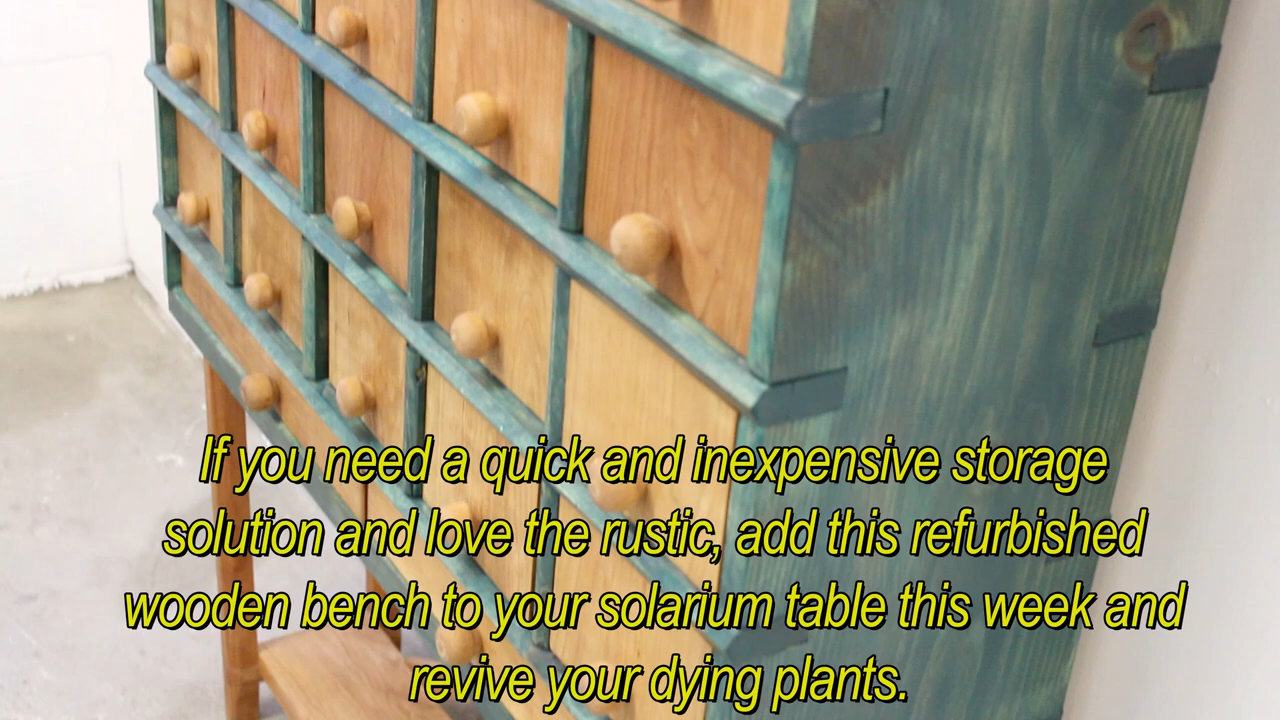 If you need a quick and inexpensive storage
solution and love the rustic, add this refurbished
wooden bench to your solarium table this week and
revive your dying plants.